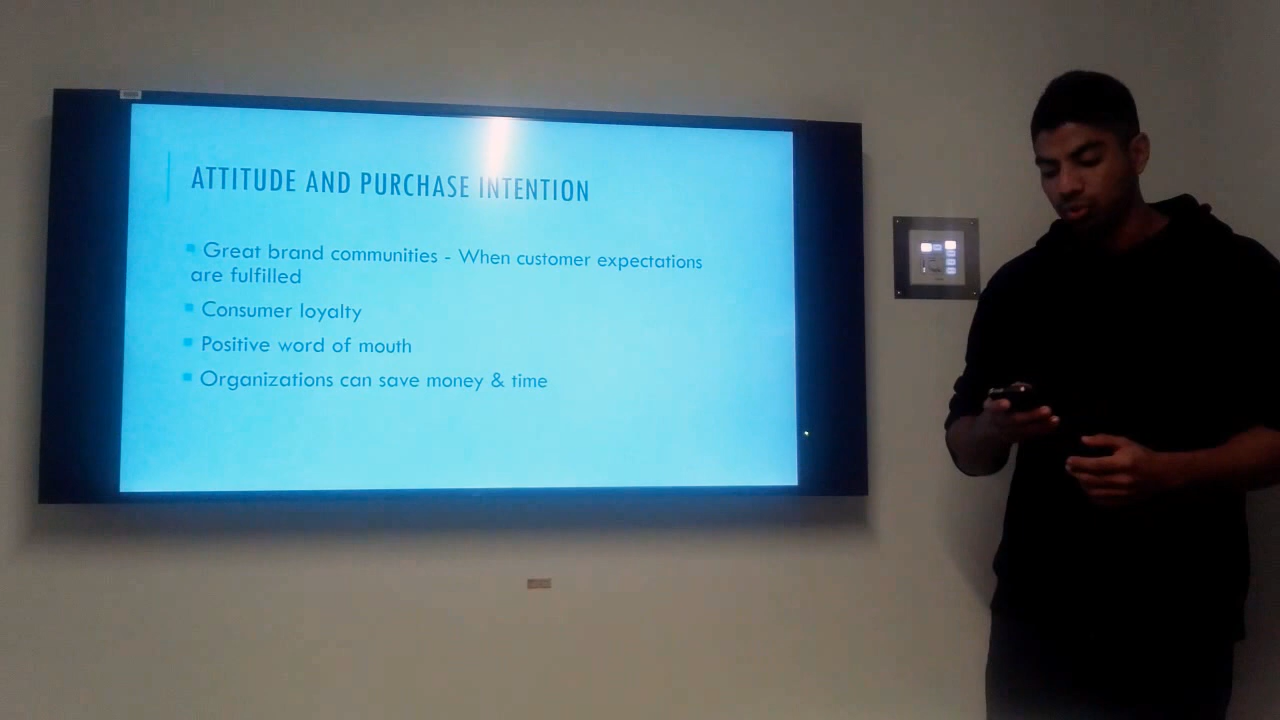 ATTITUDE AND PURCHASE INTENTION
Great brand communities - When customer expectations
are fulfilled
Consumer loyalty
Positive word of mouth
Organizations can save money & time